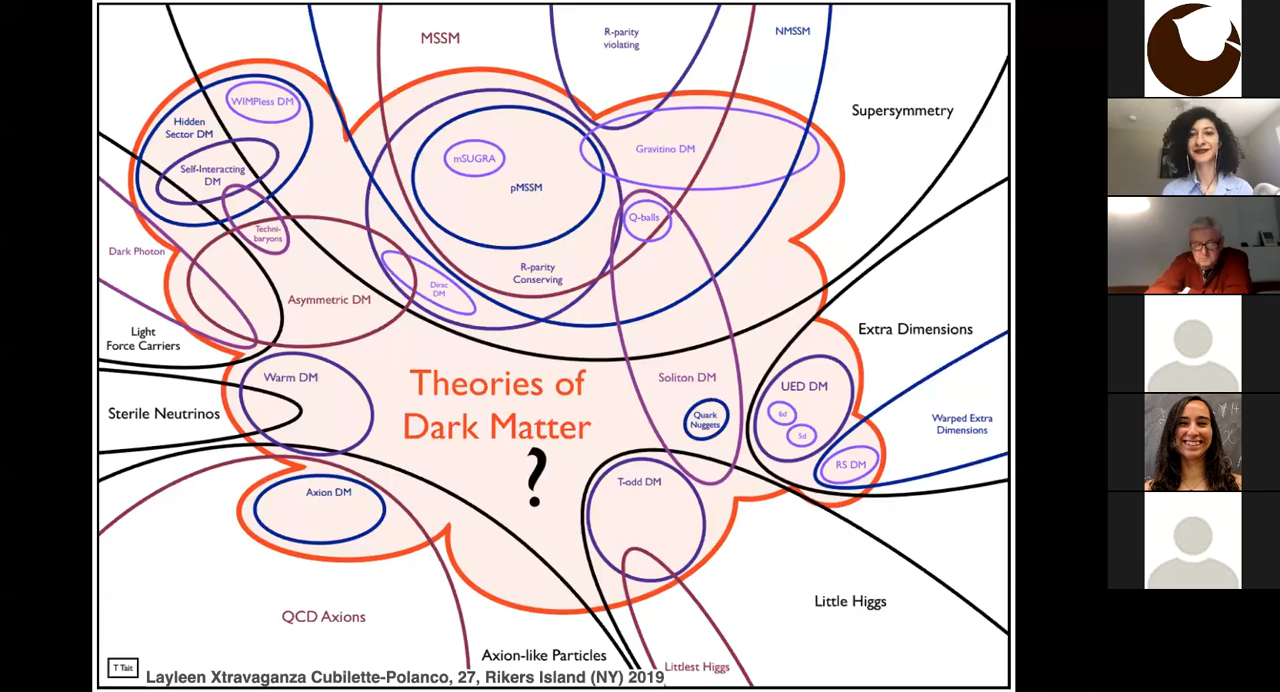 MSSM
R-parity
violating
NMSSM
Supersymmetry
WIMPless DM
Hidden
Sector DM
Self-Interacting
DM
mSUGRA
pMSSM
Gravitino DM
Q-balls
Techni-
baryons
Dark Photon
R-parity
Conserving
Dirac
DM
Asymmetric DM
Light
Force Carriers
Extra Dimensions
Theories of
Dark Matter
?
Warm DM
Soliton DM
UED DM
Sterile Neutrinos
Quark
Nuggets
6d
5d
Warped Extra
Dimensions
RS DM
Axion DM
T-odd DM
Little Higgs
QCD Axions
Axion-like Particles
Littlest Higgs
T Tait
Layleen Xtravaganza Cubilette-Polanco, 27, Rikers Island (NY) 2019